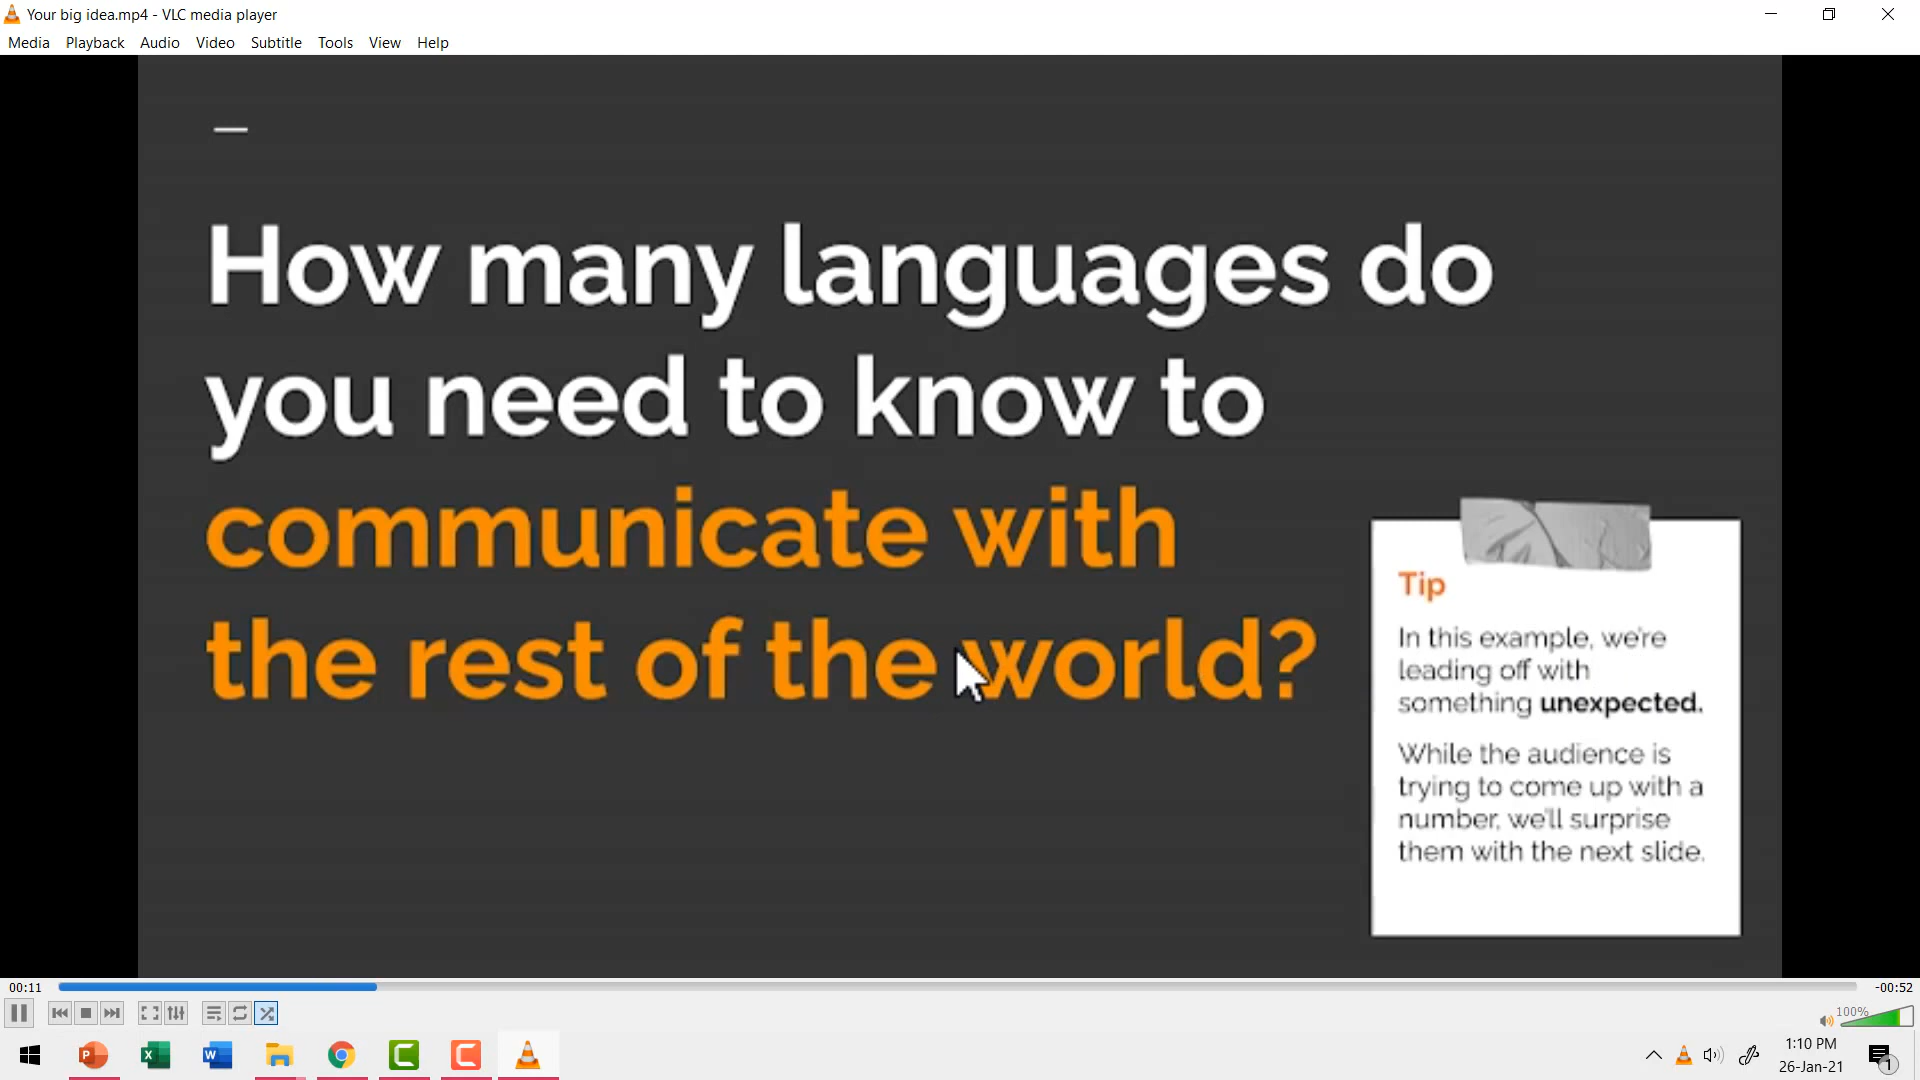 Your big idea.mp4 - VLC media player
Media Playback Audio Video Subtitle Tools View Help
How many languages do
you need to know to
communicate with
the rest of the world?
Tip
In this example, we're
leading off with
something unexpected.
While the audience is
trying to come up with a
number, we'll surprise
them with the next slide.
00:11
-00:52
100%
1:10 PM
26-Jan-21
1